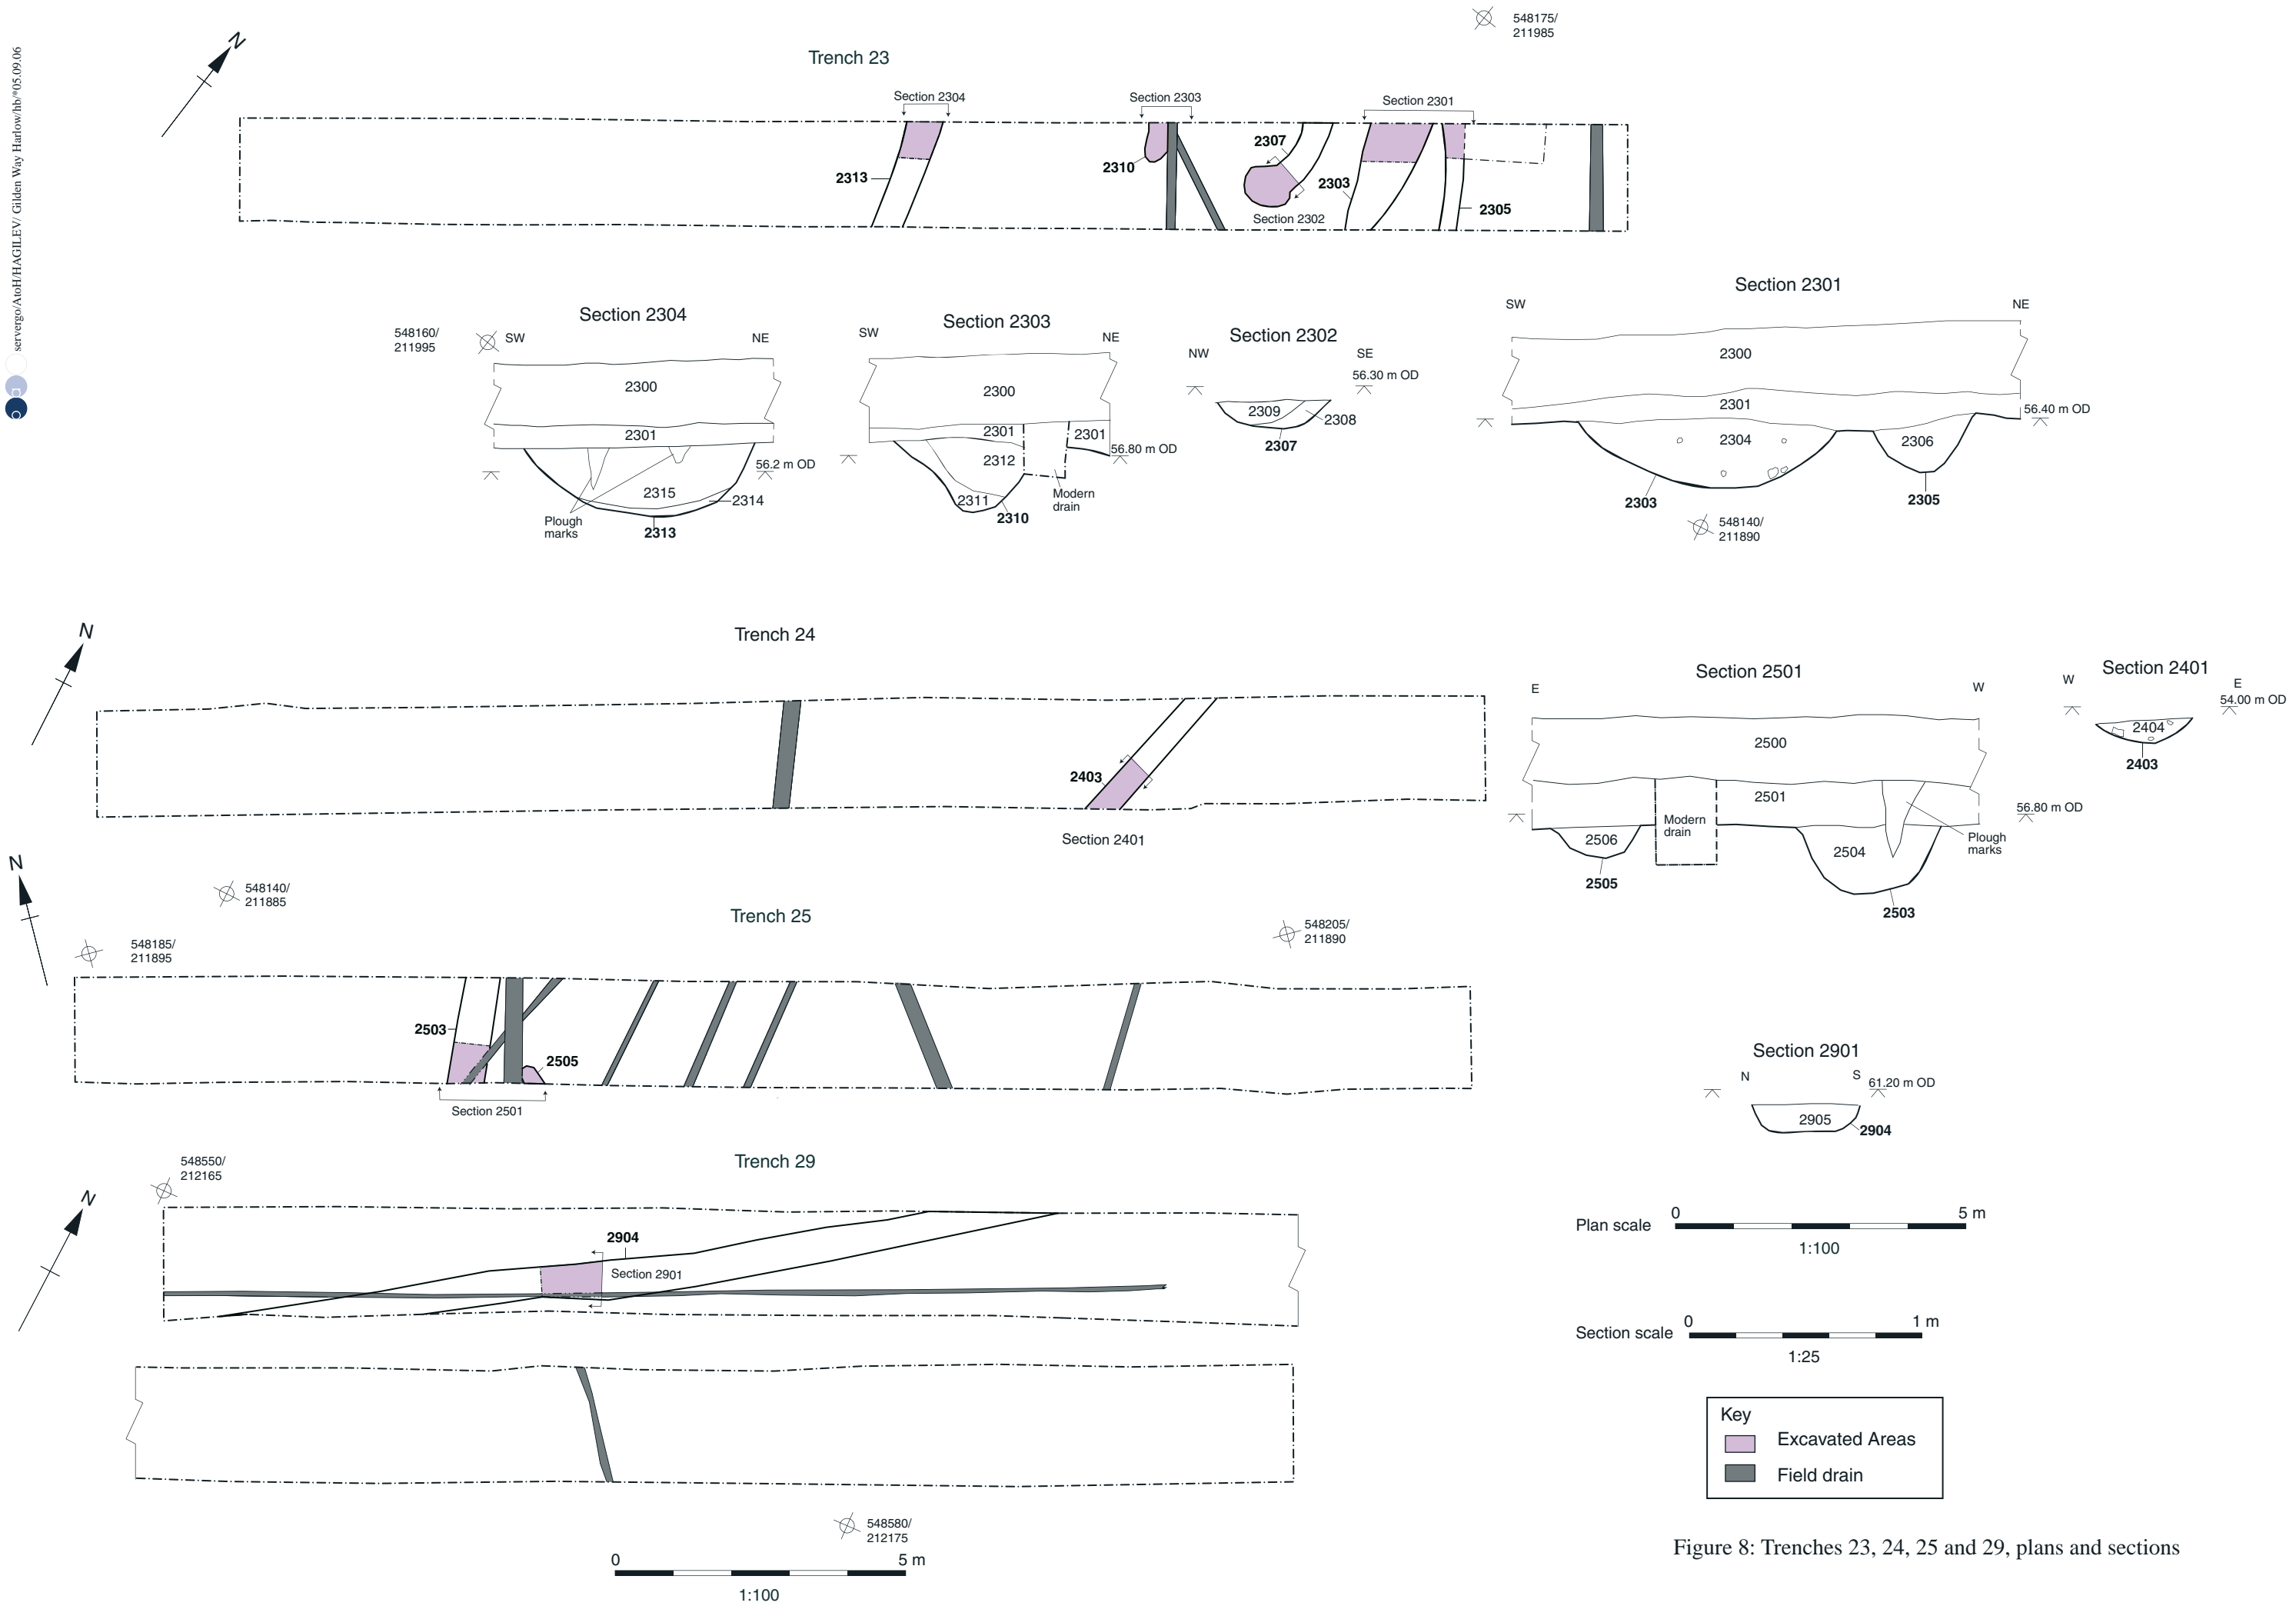 servergo/AtoH/HAGILEV/ Gilden Way Harlow/hb/*05.09.06
N
Trench 23
548175/
211985
Section 2304
Section 2303
Section 2301
2307
2310
2313
2303
2305
Section 2302
Section 2304
548160/
211995
SW
NE
2300
2301
56.2 m OD
2315
2314
Plough
marks
2313
Section 2303
SW
NE
2300
2301
2301
56.80 m OD
2312
2311
Modern
drain
2310
Section 2302
NW
SE
56.30 m OD
2309
2308
2307
Section 2301
SW
NE
2300
2301
56.40 m OD
2304
2306
2303
2305
548140/
211890
N
Trench 24
2403
Section 2401
Section 2501
E
W
2500
2501
56.80 m OD
Modern
drain
2506
2504
Plough
marks
2505
2503
Section 2401
W
E
54.00 m OD
2404
2403
N
548140/
211885
Trench 25
548185/
211895
548205/
211890
2503
2505
Section 2501
Section 2901
N
S
61.20 m OD
2905
2904
548550/
212165
Trench 29
N
2904
Section 2901
Plan scale
0
5 m
1:100
Section scale
0
1 m
1:25
Key
Excavated Areas
Field drain
548580/
212175
0
5 m
1:100
Figure 8: Trenches 23, 24, 25 and 29, plans and sections